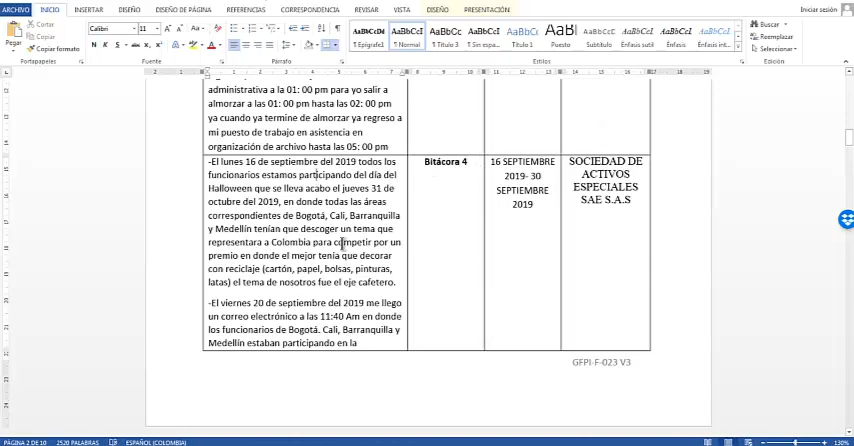 ARCHIVO INICIO INSERTAR DISEÑO DISEÑO DE PÁGINA REFERENCIAS CORRESPONDENCIA REVISAR VISTA DISEÑO PRESENTACIÓN Iniciar sesión
Cortar
Copiar
Copiar formato
Pegar
Portapapeles
Calibri 11
N K S abc
Fuente
Párrafo
AaBbCcDd AaBbCcI AaBbCc AaBbCcI AaBbCc AaBI AaBbCcI AaBbCcI AaBbCcI AaBbCcI
¶ Epígrafe1 ¶ Normal ¶ Título 3 ¶ Sin espa... Título 1 Puesto Subtítulo Énfasis sutil Énfasis Énfasis int...
Estilos
Buscar
Reemplazar
Seleccionar
Edición
administrativa a la 01: 00 pm para yo salir a
almorzar a las 01: 00 pm hasta las 02: 00 pm
ya cuando ya termine de almorzar ya regreso a
mi puesto de trabajo en asistencia en
organización de archivo hasta las 05: 00 pm
-El lunes 16 de septiembre del 2019 todos los
funcionarios estamos participando del día del
Halloween que se lleva acabo el jueves 31 de
octubre del 2019, en donde todas las áreas
correspondientes de Bogotá, Cali, Barranquilla
y Medellín tenían que descoger un tema que
representara a Colombia para competir por un
premio en donde el mejor tenía que decorar
con reciclaje (cartón, papel, bolsas, pinturas,
latas) el tema de nosotros fue el eje cafetero.
-El viernes 20 de septiembre del 2019 me llego
un correo electrónico a las 11:40 Am en donde
los funcionarios de Bogotá. Cali, Barranquilla y
Medellín estaban participando en la
Bitácora 4
16 SEPTIEMBRE
2019- 30
SEPTIEMBRE
2019
SOCIEDAD DE
ACTIVOS
ESPECIALES
SAE S.A.S
GFPI-F-023 V3
PÁGINA 2 DE 10 2520 PALABRAS ESPAÑOL (COLOMBIA) 130%